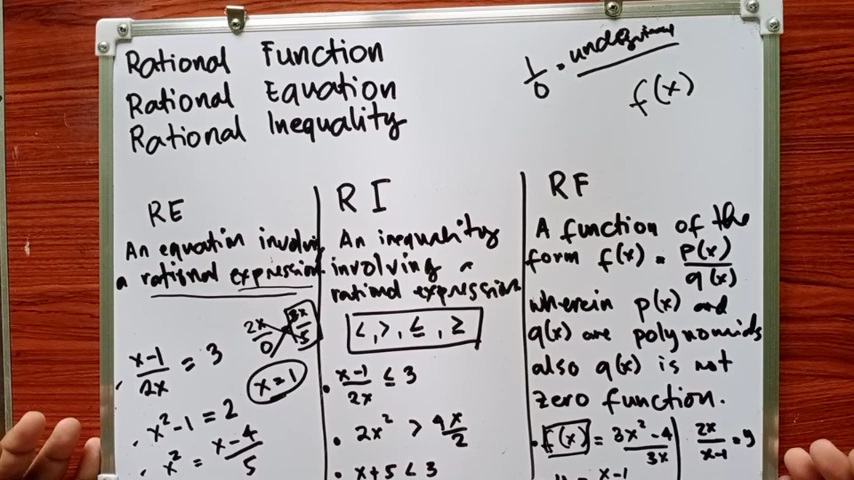 Rational Function
Rational Equation
Rational Inequality
1/0 = undefined
f(x)
RE
An equation involving
a rational expression
2x/0 3x/5
x-1/2x = 3
x=1
x²-1 = 2
x² = x-4/5
RI
An inequality
involving a
rational expression
<, >, ≤, ≥
x-1/2x ≤ 3
2x² > 9x/2
x+5 < 3
RF
A function of the
form f(x) = p(x)/q(x)
wherein p(x) and
q(x) are polynomials
also q(x) is not
zero function.
f(x) = 3x²-4/3x
2x/x-1 = y
x-1